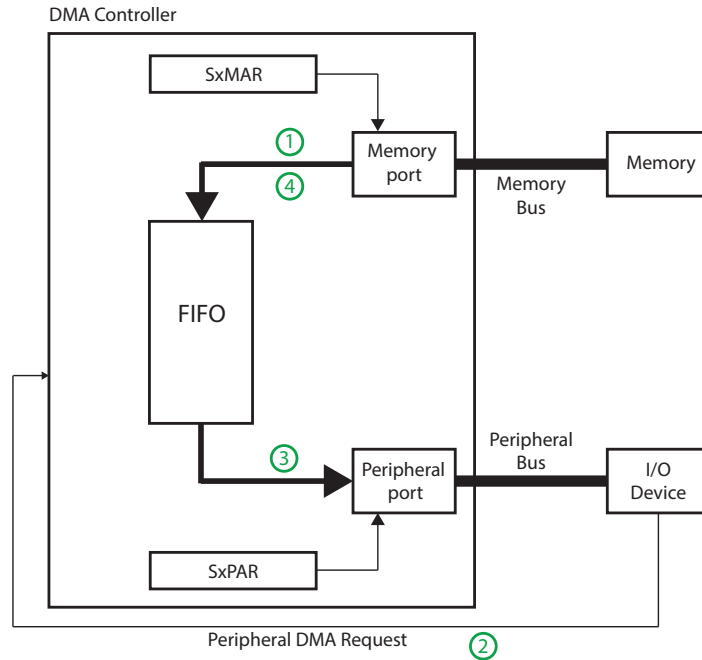 DMA Controller
SxMAR
1
Memory
port
Memory
4
Memory
Bus
FIFO
3
Peripheral
Bus
Peripheral
port
I/O
Device
SxPAR
Peripheral DMA Request
2